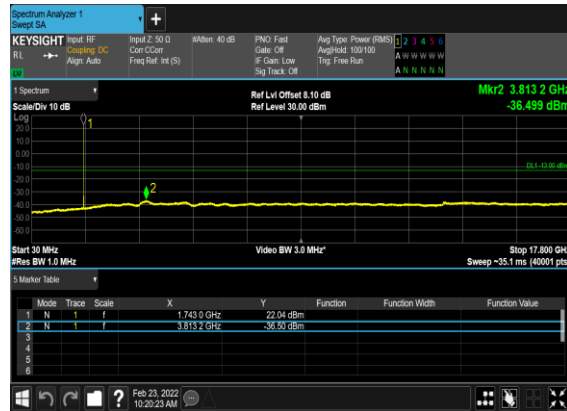 Spectrum Analyzer 1
Swept SA
+
KEYSIGHT Input: RF Input Z: 50 Ω #Atten: 40 dB PNO: Fast Avg Type: Power (RMS) 1 2 3 4 5 6
RL Coupling: DC Corr CCorr Gate: Off Avg|Hold: 100/100 A W W W W W
Align: Auto Freq Ref: Int (S) IF Gain: Low Trig: Free Run
Sig Track: Off A N N N N N
1 Spectrum Ref Lvl Offset 8.10 dB Mkr2 3.813 2 GHz
Scale/Div 10 dB Ref Level 30.00 dBm -36.499 dBm
Log
1
20.0
10.0
0.00
-10.0
DL1 -13.00 dBm
-20.0
-30.0
2
-40.0
-50.0
-60.0
Start 30 MHz Video BW 3.0 MHz* Stop 17.800 GHz
#Res BW 1.0 MHz Sweep ~35.1 ms (40001 pts)
5 Marker Table
Mode Trace Scale X Y Function Function Width Function Value
1 N 1 f 1.743 0 GHz 22.04 dBm
2 N 1 f 3.813 2 GHz -36.50 dBm
3
4
5
6
? Feb 23, 2022
10:20:23 AM